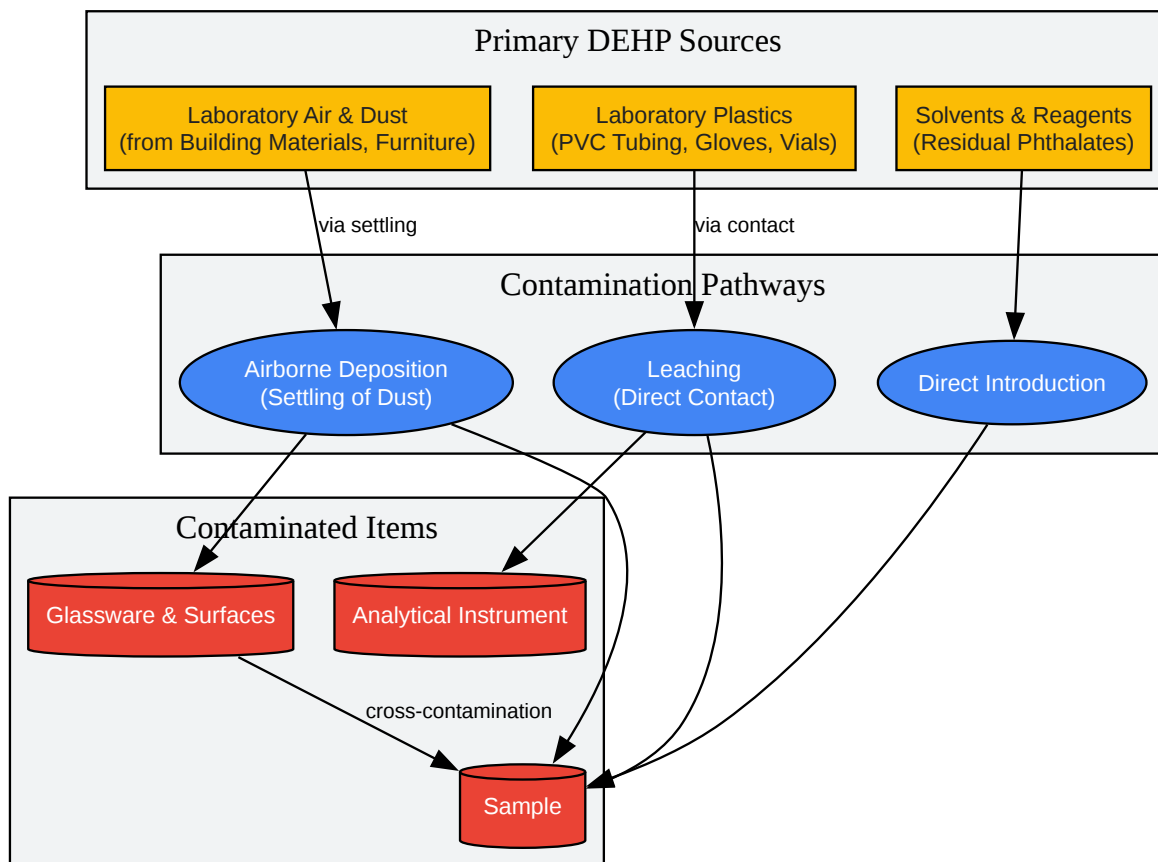 Primary DEHP Sources
Laboratory Air & Dust
(from Building Materials, Furniture)
Laboratory Plastics
(PVC Tubing, Gloves, Vials)
Solvents & Reagents
(Residual Phthalates)
via settling
via contact
Contamination Pathways
Airborne Deposition
(Settling of Dust)
Leaching
(Direct Contact)
Direct Introduction
Contaminated Items
Glassware & Surfaces
Analytical Instrument
cross-contamination
Sample